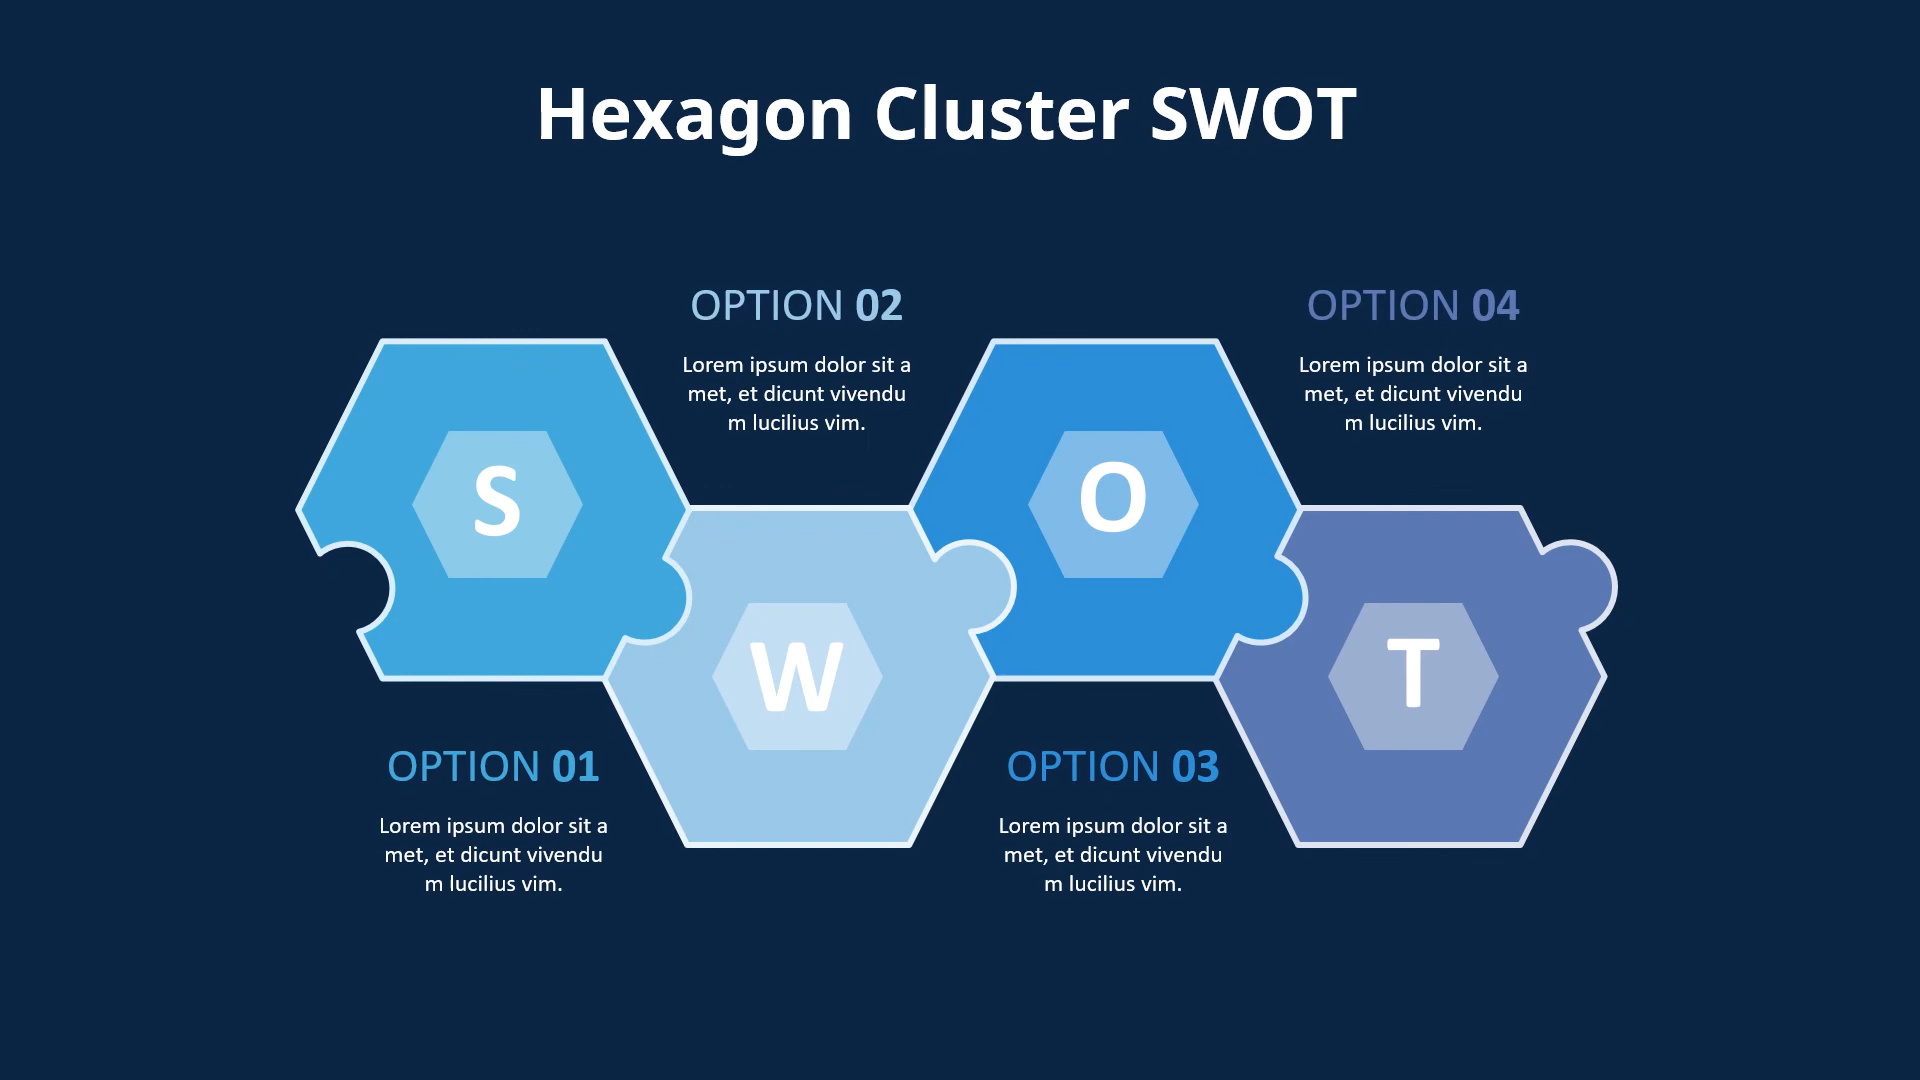 Hexagon Cluster SWOT
S
OPTION 01
Lorem ipsum dolor sit a
met, et dicunt vivendu
m lucilius vim.
OPTION 02
Lorem ipsum dolor sit a
met, et dicunt vivendu
m lucilius vim.
W
O
OPTION 03
Lorem ipsum dolor sit a
met, et dicunt vivendu
m lucilius vim.
OPTION 04
Lorem ipsum dolor sit a
met, et dicunt vivendu
m lucilius vim.
T